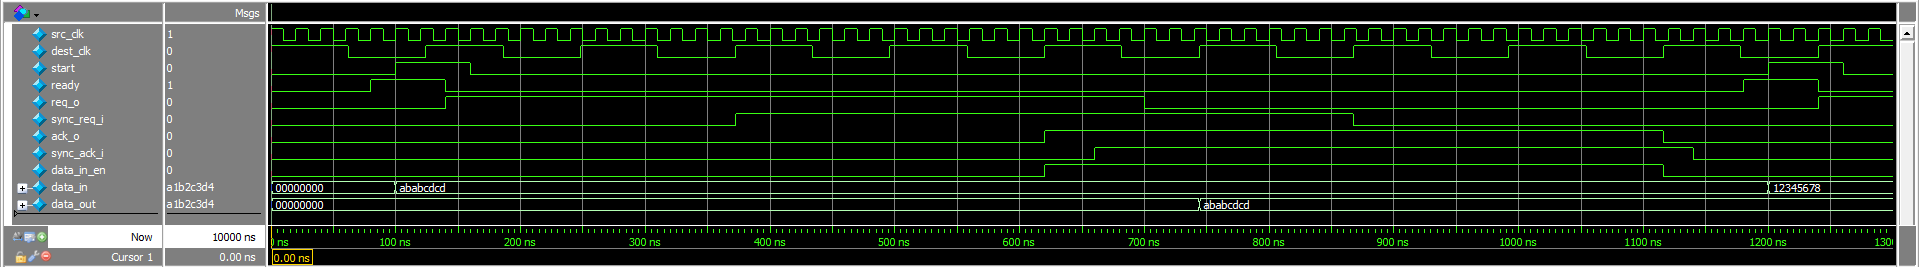 Msgs
src_clk 1
dest_clk 0
start 0
ready 1
req_o 0
sync_req_i 0
ack_o 0
sync_ack_i 0
data_in_en 0
data_in a1b2c3d4 00000000 ababcdcd 12345678
data_out a1b2c3d4 00000000 ababcdcd
Now 10000 ns ns 100 ns 200 ns 300 ns 400 ns 500 ns 600 ns 700 ns 800 ns 900 ns 1000 ns 1100 ns 1200 ns 1300
Cursor 1 0.00 ns 0.00 ns